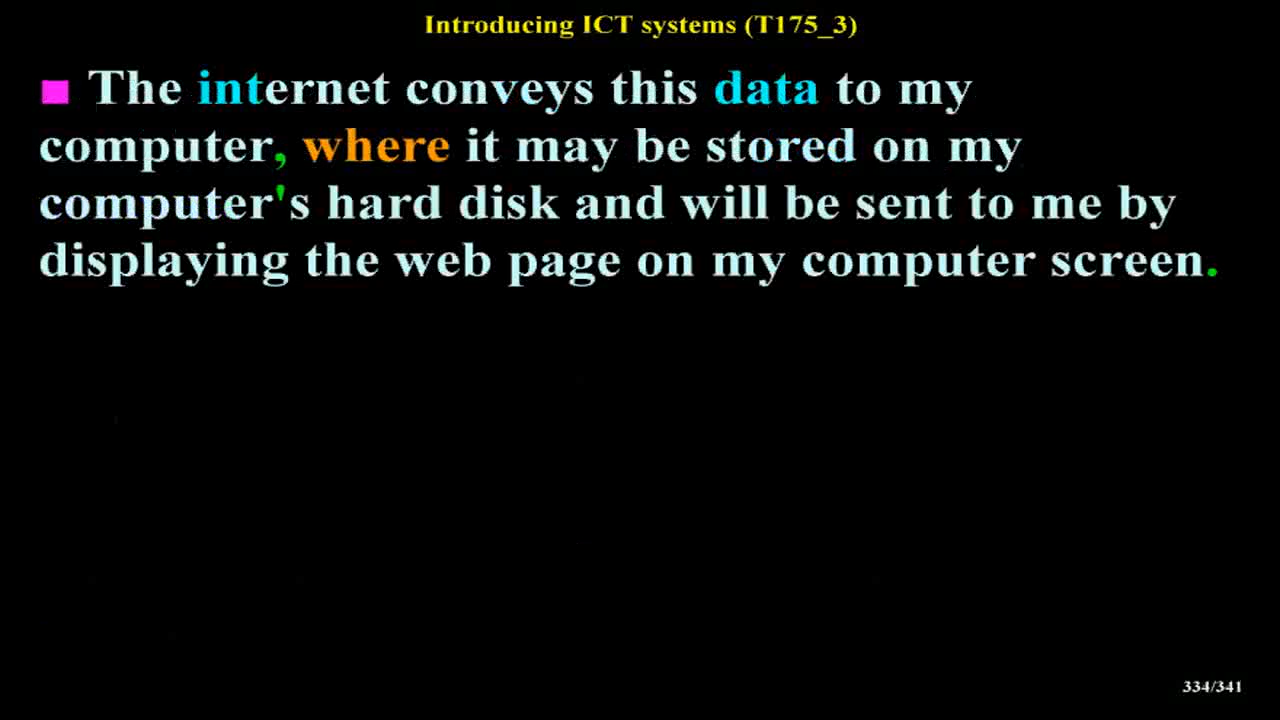 Introducing ICT systems (T175_3)
■ The internet conveys this data to my
computer, where it may be stored on my
computer's hard disk and will be sent to me by
displaying the web page on my computer screen.
334/341